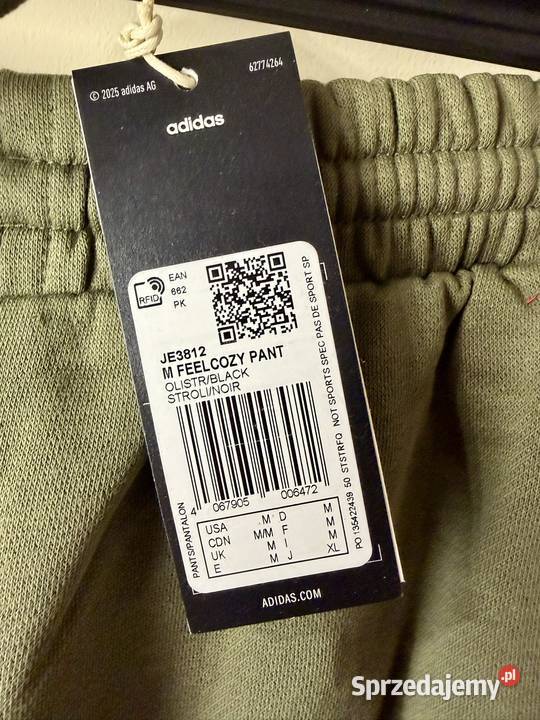 62774264
© 2025 adidas AG
adidas
RFID
EAN
662
PK
JE3812
M FEELCOZY PANT
OLISTR/BLACK
STROLI/NOIR
4 067905 006472
USA M D M
CDN M/M F M
UK M I M
E M J XL
PANTS/PANTALON
PO 135422439 50 STSTRFQ NOT SPORTS SPEC PAS DE SPORT SP
ADIDAS.COM
Sprzedajemy.pl